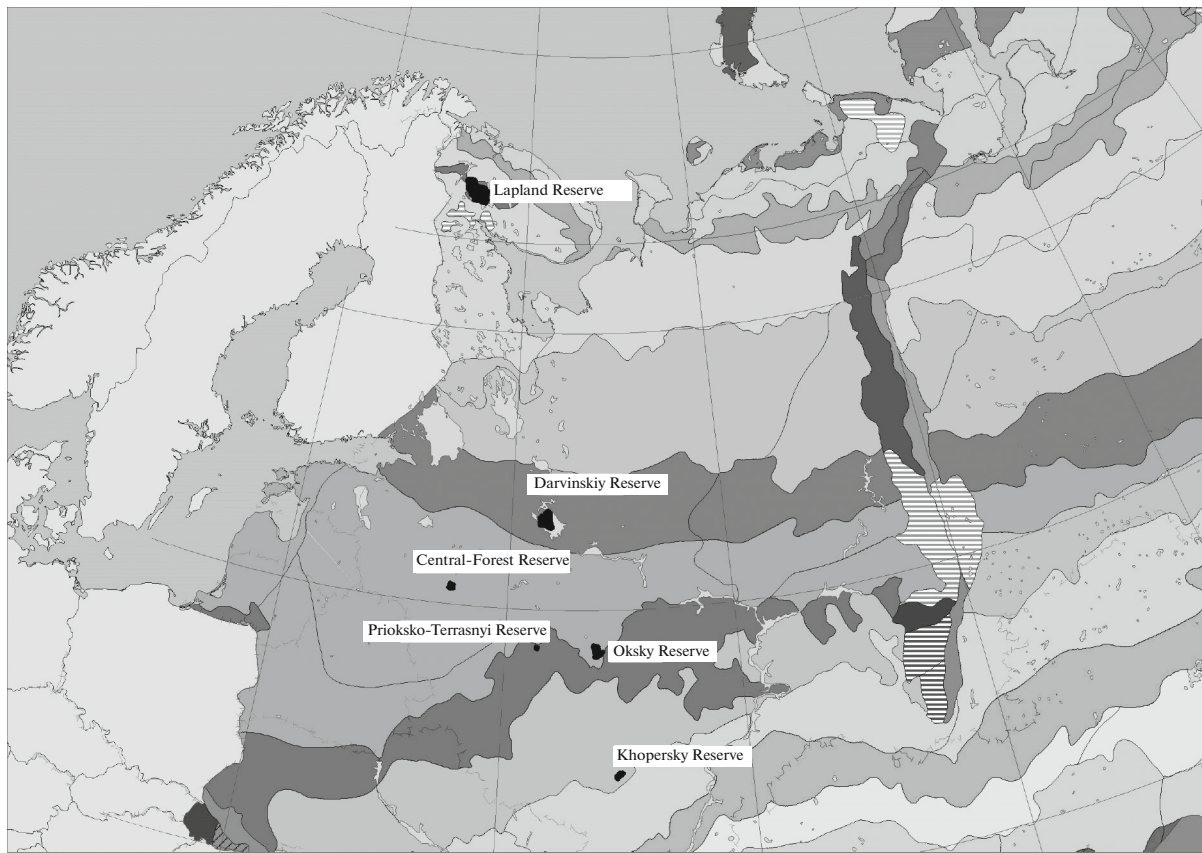 Lapland Reserve
Darvinskiy Reserve
Central-Forest Reserve
Prioksko-Terrasnyi Reserve
Oksky Reserve
Khopersky Reserve